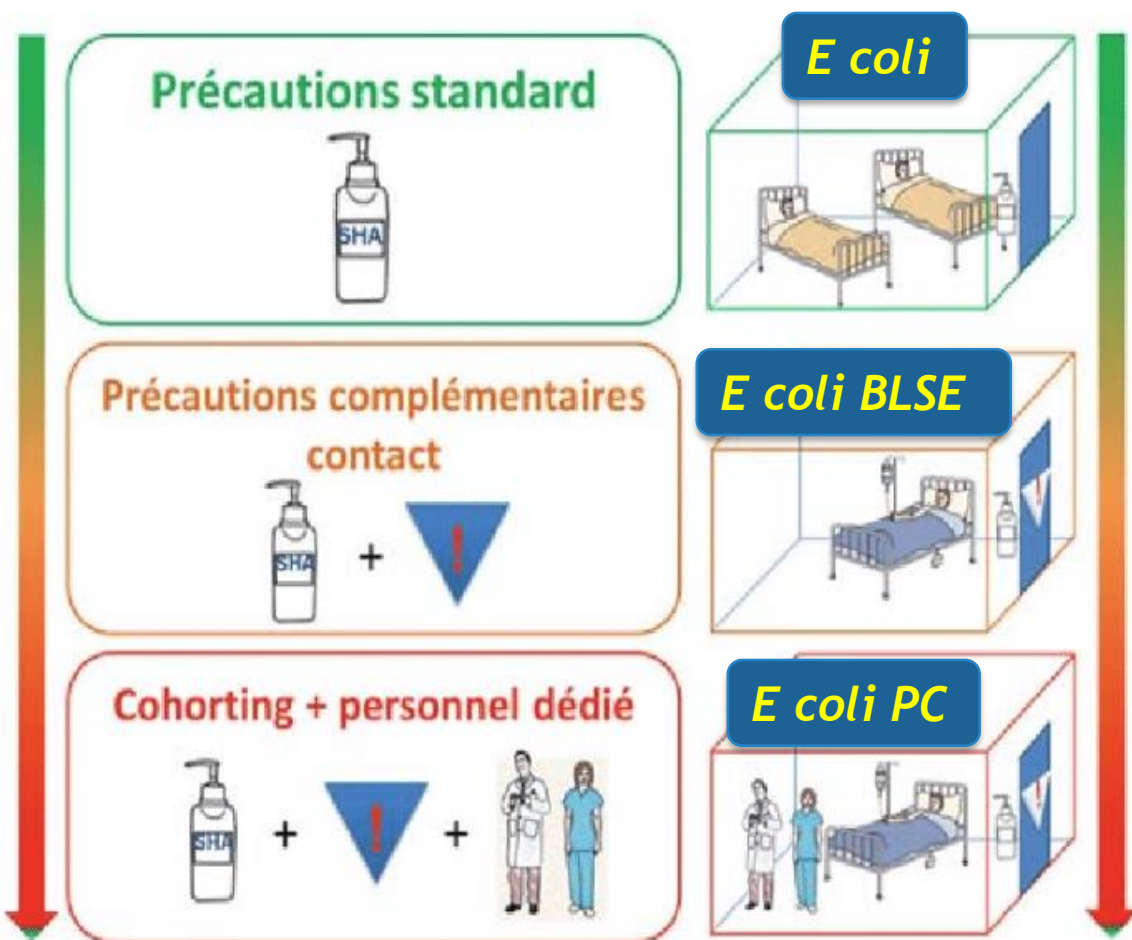 Précautions standard
SHA
E coli
Précautions complémentaires
contact
SHA
+
!
E coli BLSE
!
Cohorting + personnel dédié
SHA
+
!
+
E coli PC
!